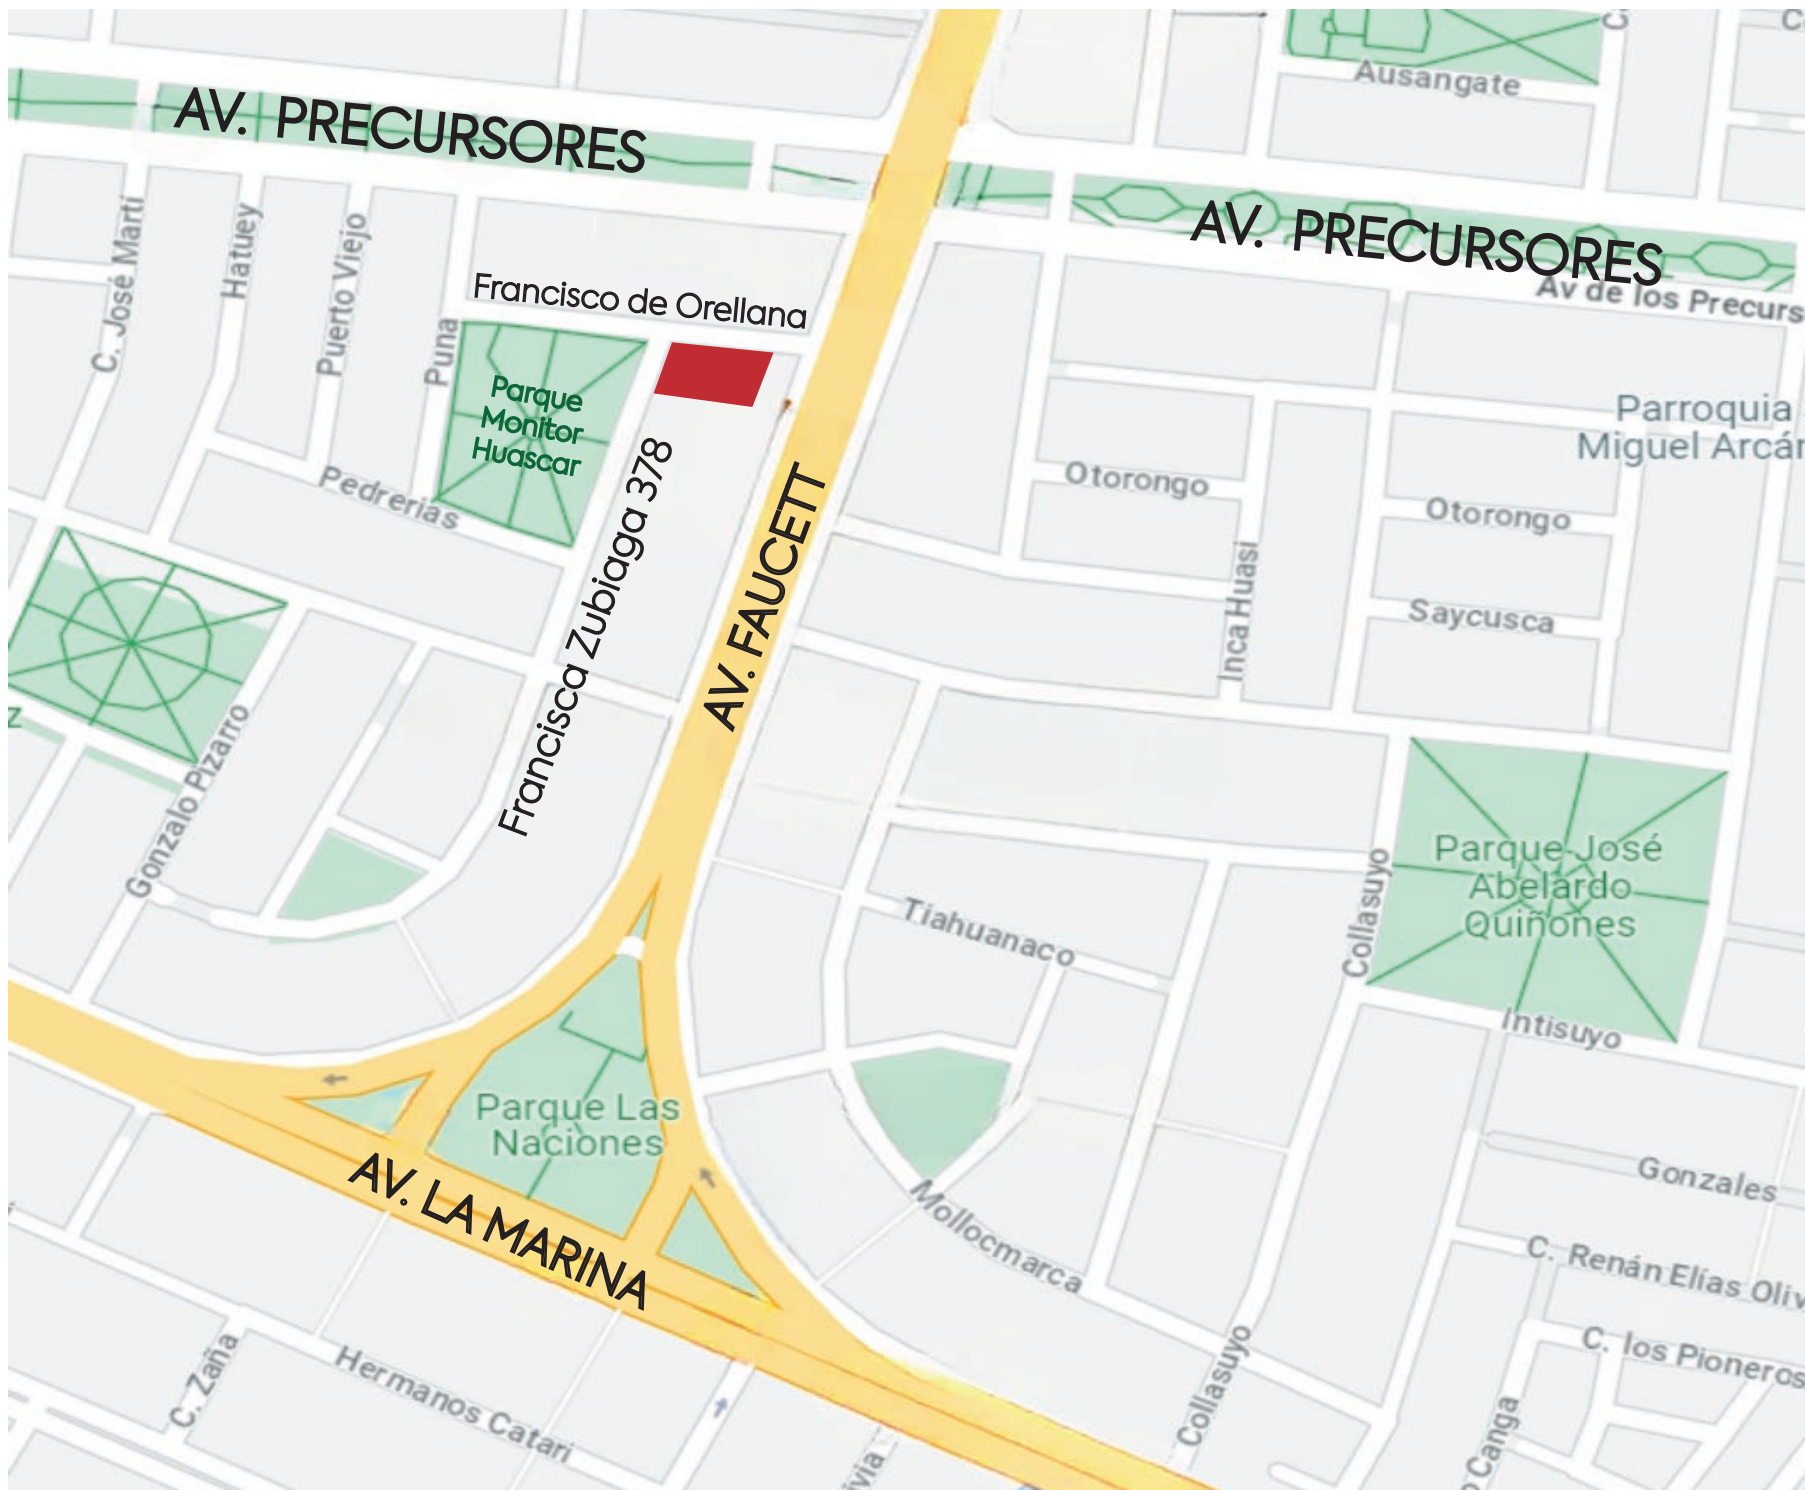 Ausangate
AV. PRECURSORES
AV. PRECURSORES
Av de los Precurs
C. José Martí
Hatuey
Puerto Viejo
Puna
Francisco de Orellana
Parque
Monitor
Huascar
Pedrerias
Francisca Zubiaga 378
AV. FAUCETT
Parroquia
Miguel Arcán
Otorongo
Otorongo
Inca Huasi
Saycusca
z
Gonzalo Pizarro
Parque José
Abelardo
Quiñones
Collasuyo
Tiahuanaco
Intisuyo
Parque Las
Naciones
AV. LA MARINA
Mollocmarca
Gonzales
C. Renán Elías Oliv
C. los Pioneros
C. Zaña
Hermanos Catari
Collasuyo
Canga
ivia